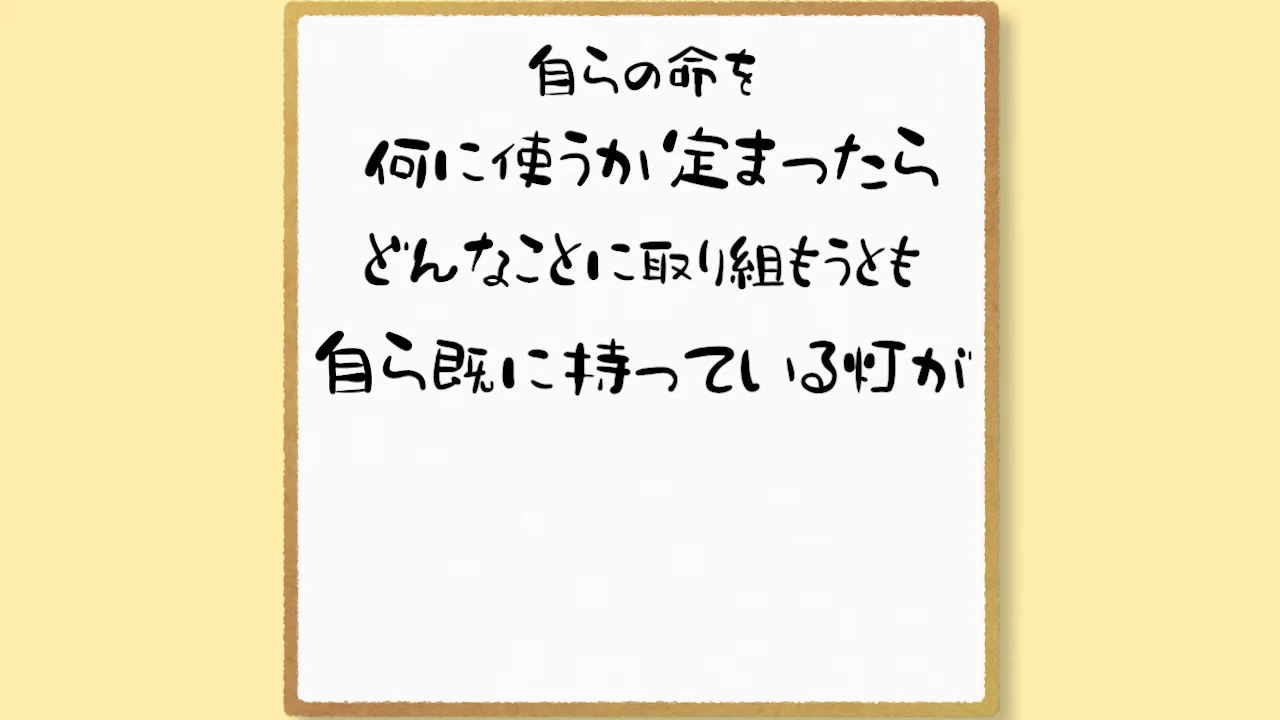 自らの命を
何に使うか定まったら
どんなことに取り組もうとも
自ら既に持っている灯が